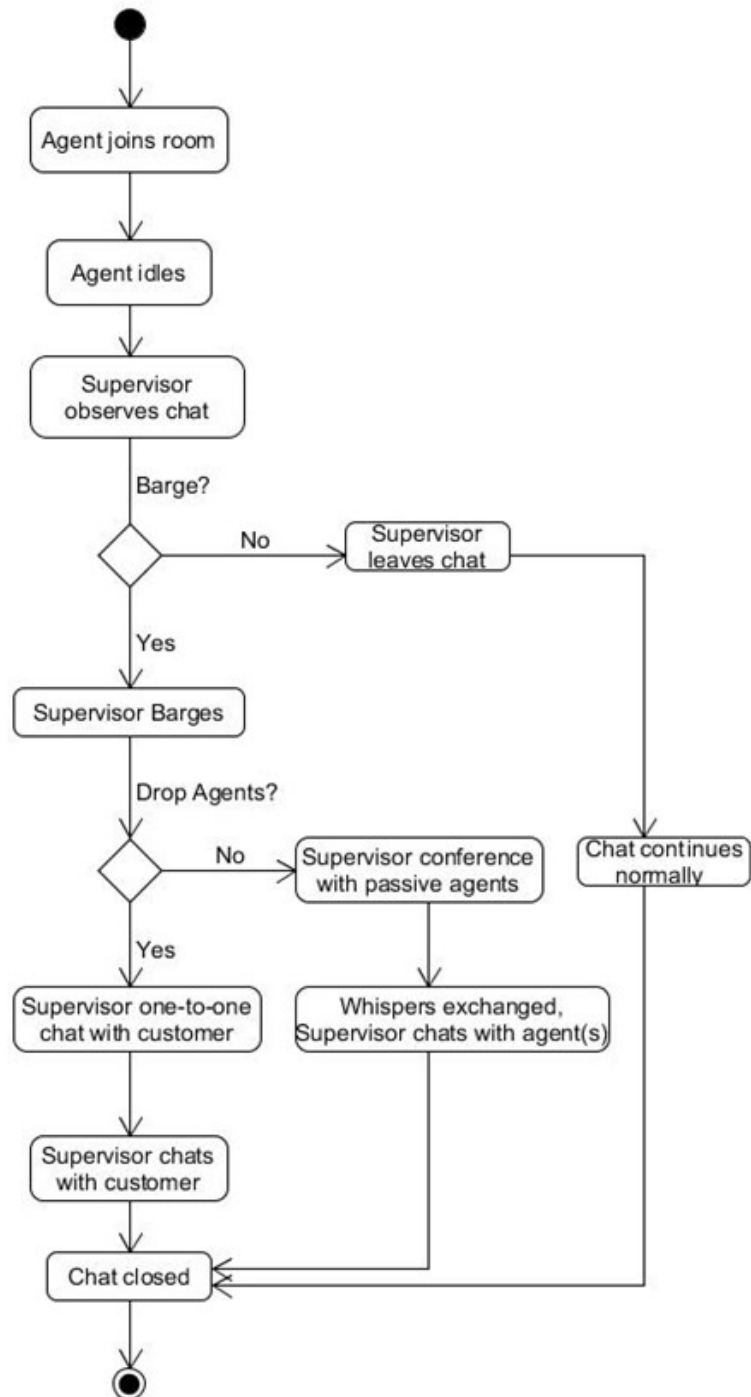 Agent joins room
Agent idles
Supervisor
observes chat
Barge?
No
Supervisor
leaves chat
Yes
Supervisor Barges
Drop Agents?
No
Supervisor conference
with passive agents
Chat continues
normally
Yes
Supervisor one-to-one
chat with customer
Whispers exchanged,
Supervisor chats with agent(s)
Supervisor chats
with customer
Chat closed